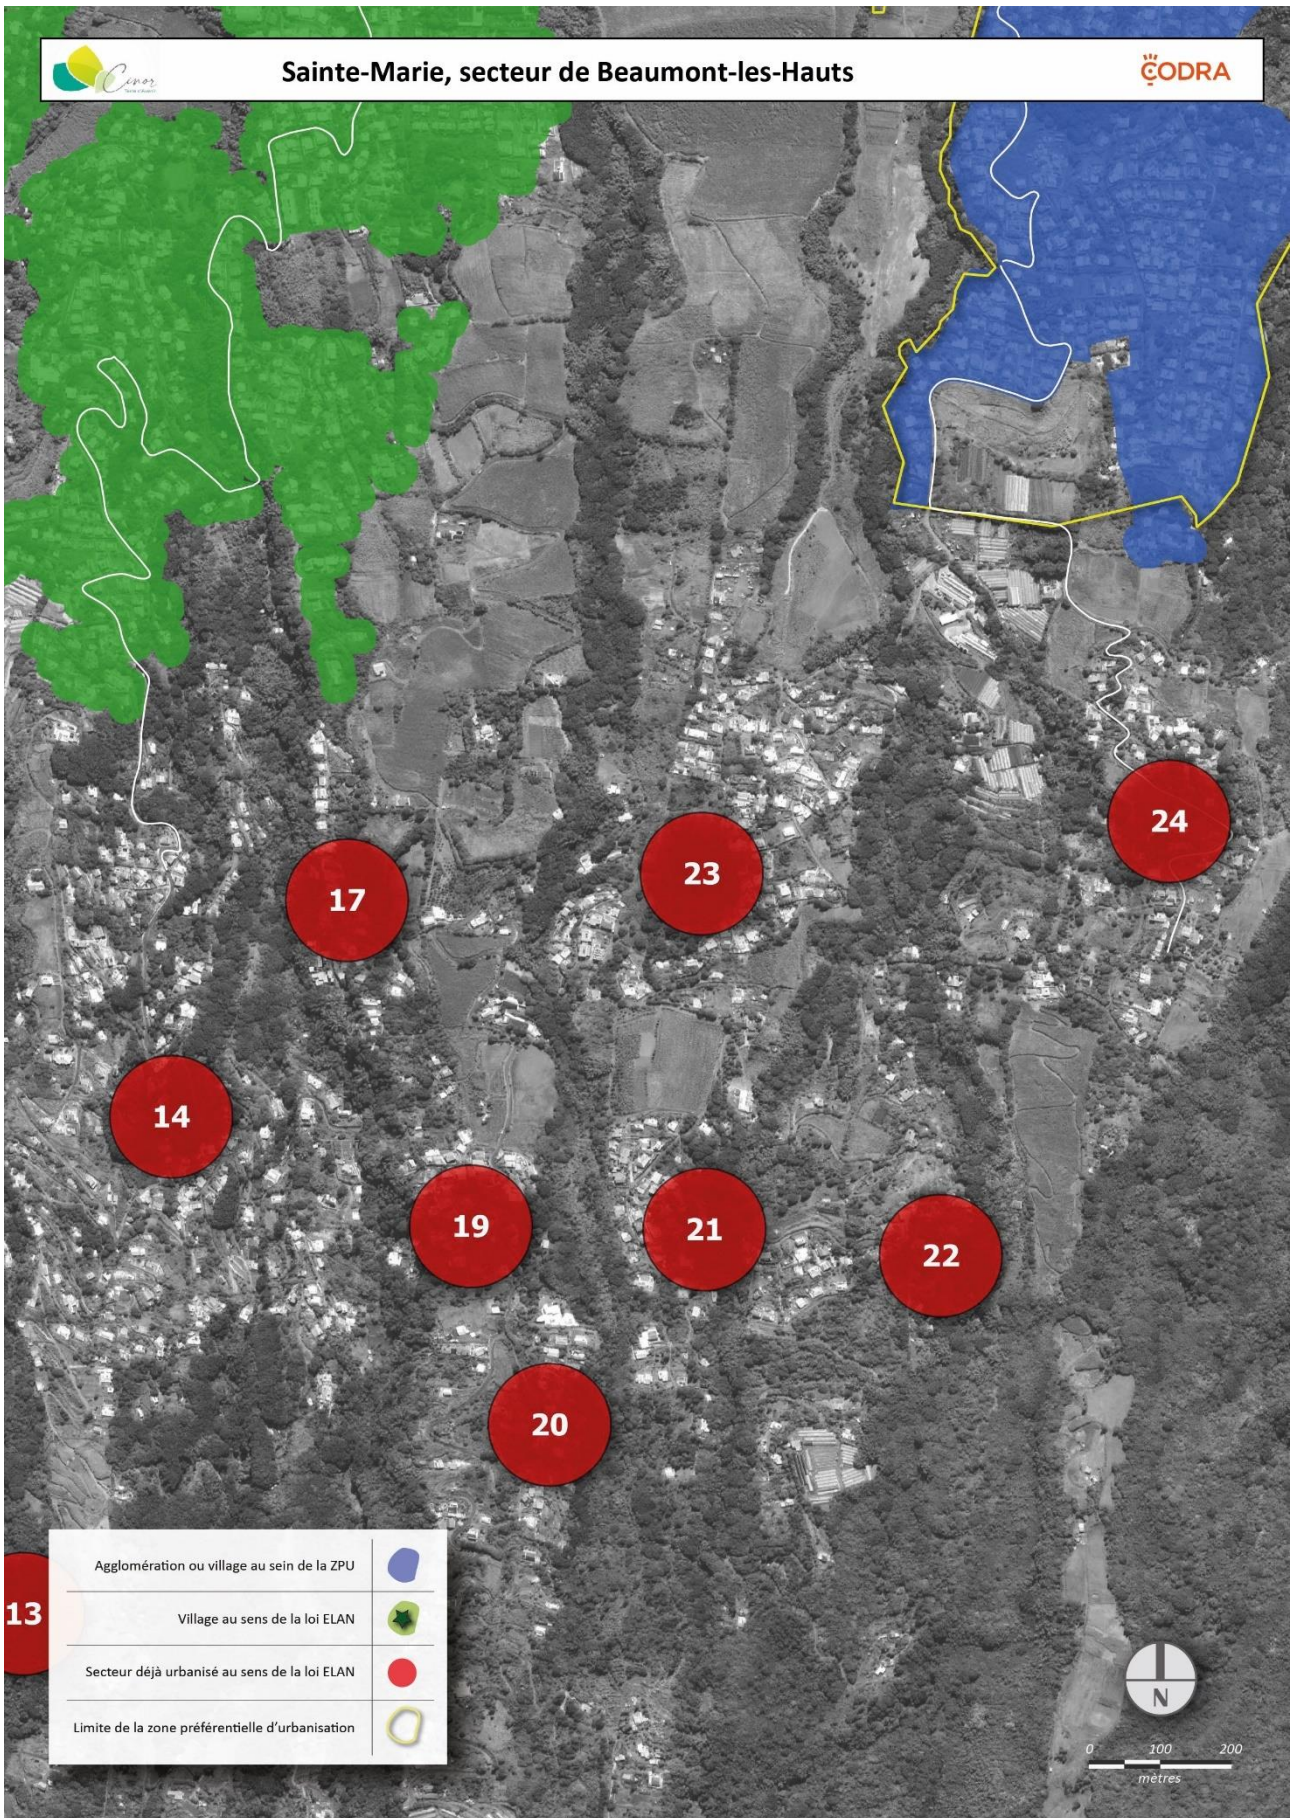 Cinor
Sainte-Marie, secteur de Beaumont-les-Hauts
CODRA
24
23
17
14
19
21
22
20
13
Agglomération ou village au sein de la ZPU
Village au sens de la loi ELAN
Secteur déjà urbanisé au sens de la loi ELAN
Limite de la zone préférentielle d'urbanisation
N
0 100 200
mètres